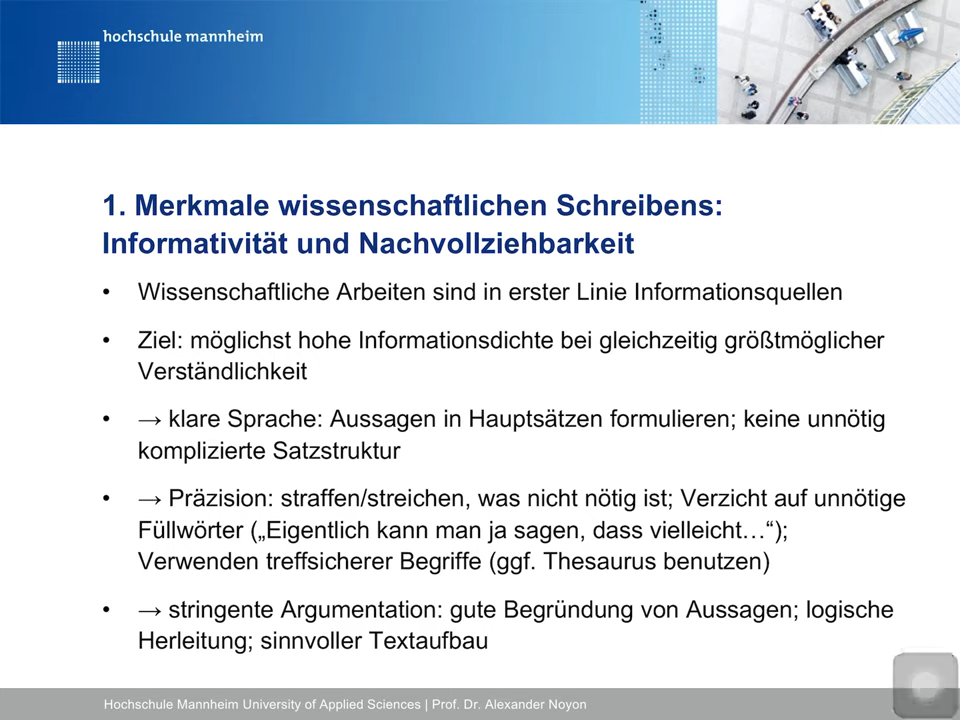 hochschule mannheim
1. Merkmale wissenschaftlichen Schreibens:
Informativität und Nachvollziehbarkeit
• Wissenschaftliche Arbeiten sind in erster Linie Informationsquellen
• Ziel: möglichst hohe Informationsdichte bei gleichzeitig größtmöglicher
Verständlichkeit
• → klare Sprache: Aussagen in Hauptsätzen formulieren; keine unnötig
komplizierte Satzstruktur
• → Präzision: straffen/streichen, was nicht nötig ist; Verzicht auf unnötige
Füllwörter („Eigentlich kann man ja sagen, dass vielleicht…“);
Verwenden treffsicherer Begriffe (ggf. Thesaurus benutzen)
• → stringente Argumentation: gute Begründung von Aussagen; logische
Herleitung; sinnvoller Textaufbau
Hochschule Mannheim University of Applied Sciences | Prof. Dr. Alexander Noyon